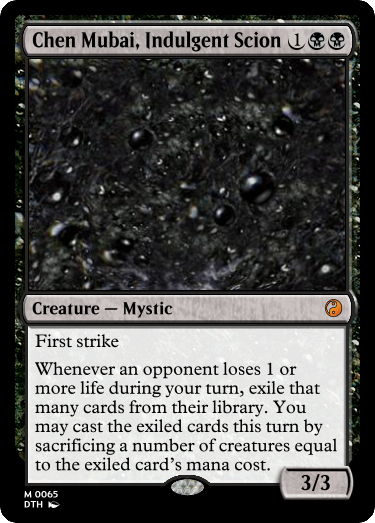 Chen Mubai, Indulgent Scion 1
Creature — Mystic
First strike
Whenever an opponent loses 1 or
more life during your turn, exile that
many cards from their library. You
may cast the exiled cards this turn by
sacrificing a number of creatures equal
to the exiled card's mana cost.
3/3
M 0065
DTH